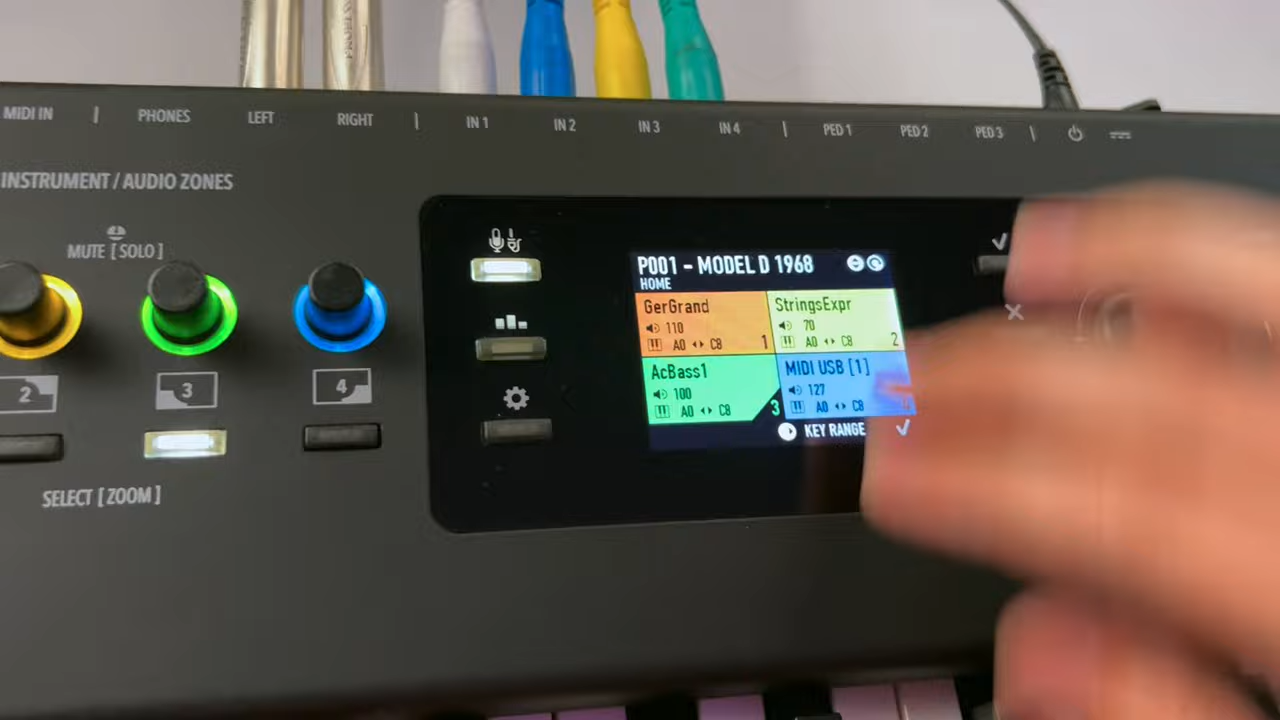 MIDI IN | PHONES LEFT RIGHT | IN 1 IN 2 IN 3 IN 4 | PED 1 PED 2 PED 3 |
INSTRUMENT / AUDIO ZONES
MUTE [ SOLO ]
2
3
4
SELECT [ ZOOM ]
P001 - MODEL D 1968
HOME
GerGrand
110
A0 C8 1
StringsExpr
70
A0 C8 2
AcBass1
100
A0 C8 3
MIDI USB [1]
127
A0 C8
KEY RANGE